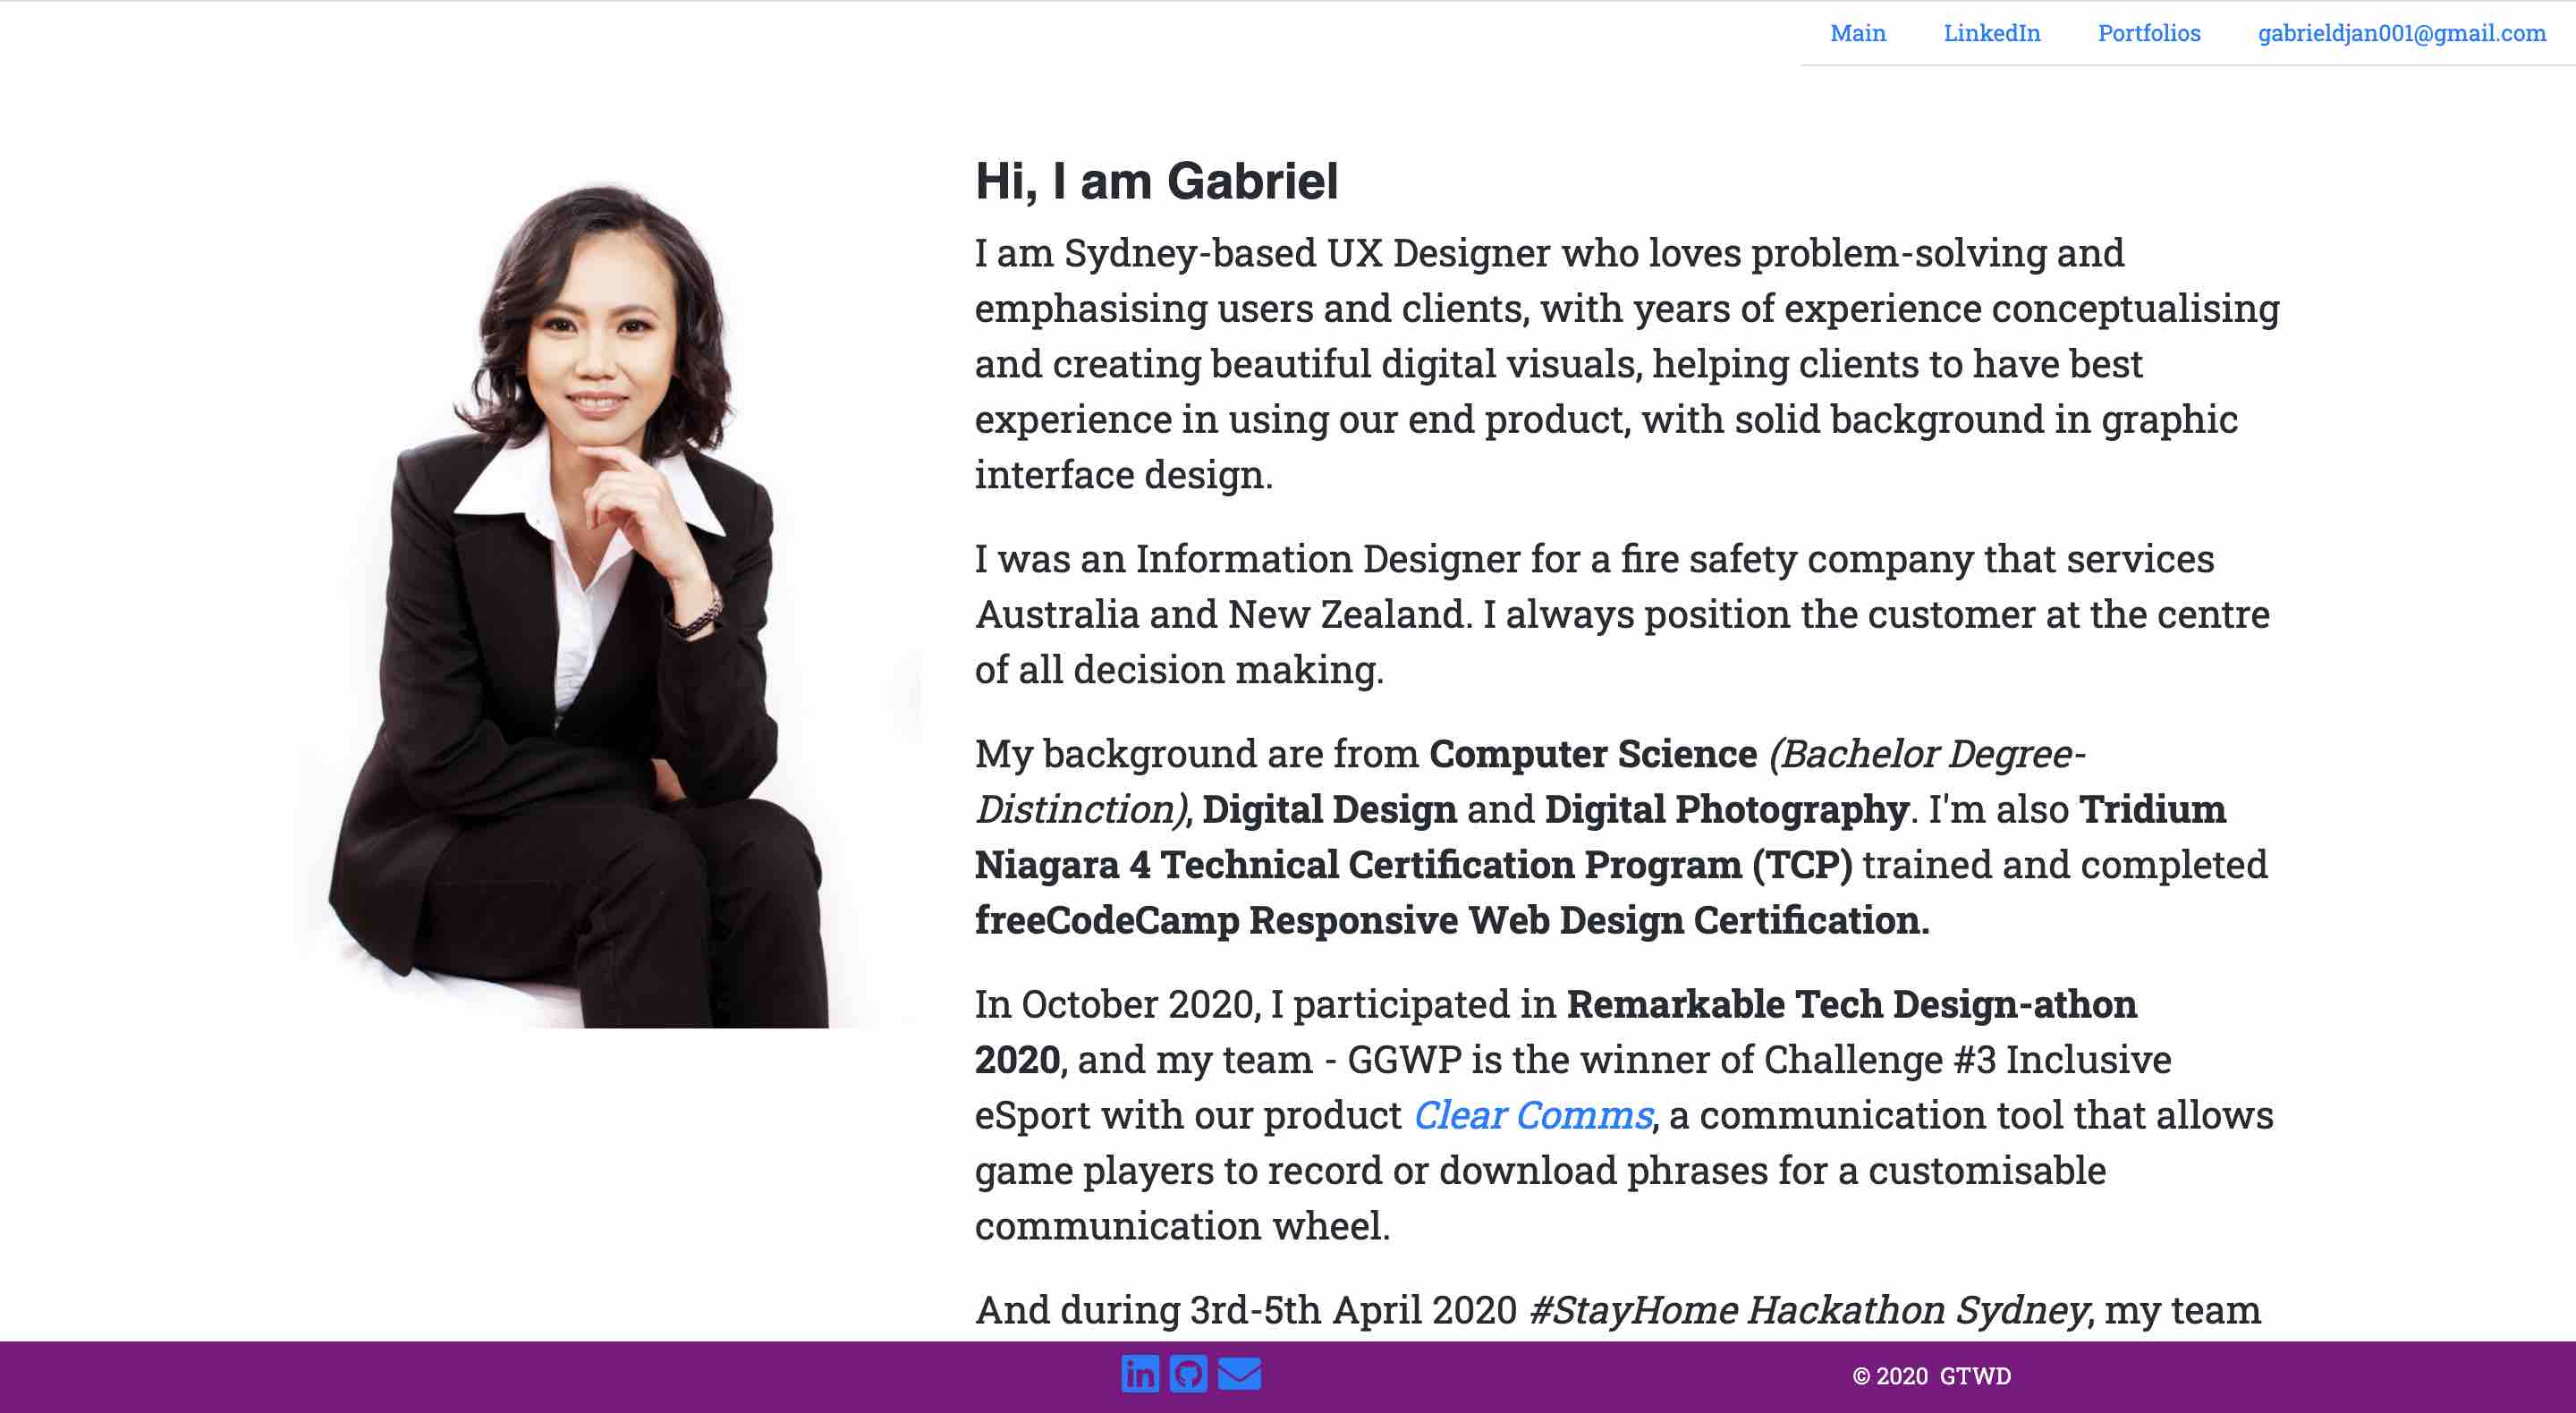 Main LinkedIn Portfolios gabrieldjan001@gmail.com
Hi, I am Gabriel
I am Sydney-based UX Designer who loves problem-solving and
emphasising users and clients, with years of experience conceptualising
and creating beautiful digital visuals, helping clients to have best
experience in using our end product, with solid background in graphic
interface design.
I was an Information Designer for a fire safety company that services
Australia and New Zealand. I always position the customer at the centre
of all decision making.
My background are from Computer Science (Bachelor Degree-
Distinction), Digital Design and Digital Photography. I'm also Tridium
Niagara 4 Technical Certification Program (TCP) trained and completed
freeCodeCamp Responsive Web Design Certification.
In October 2020, I participated in Remarkable Tech Design-athon
2020, and my team - GGWP is the winner of Challenge #3 Inclusive
eSport with our product Clear Comms, a communication tool that allows
game players to record or download phrases for a customisable
communication wheel.
And during 3rd-5th April 2020 #StayHome Hackathon Sydney, my team
in © 2020 GTWD